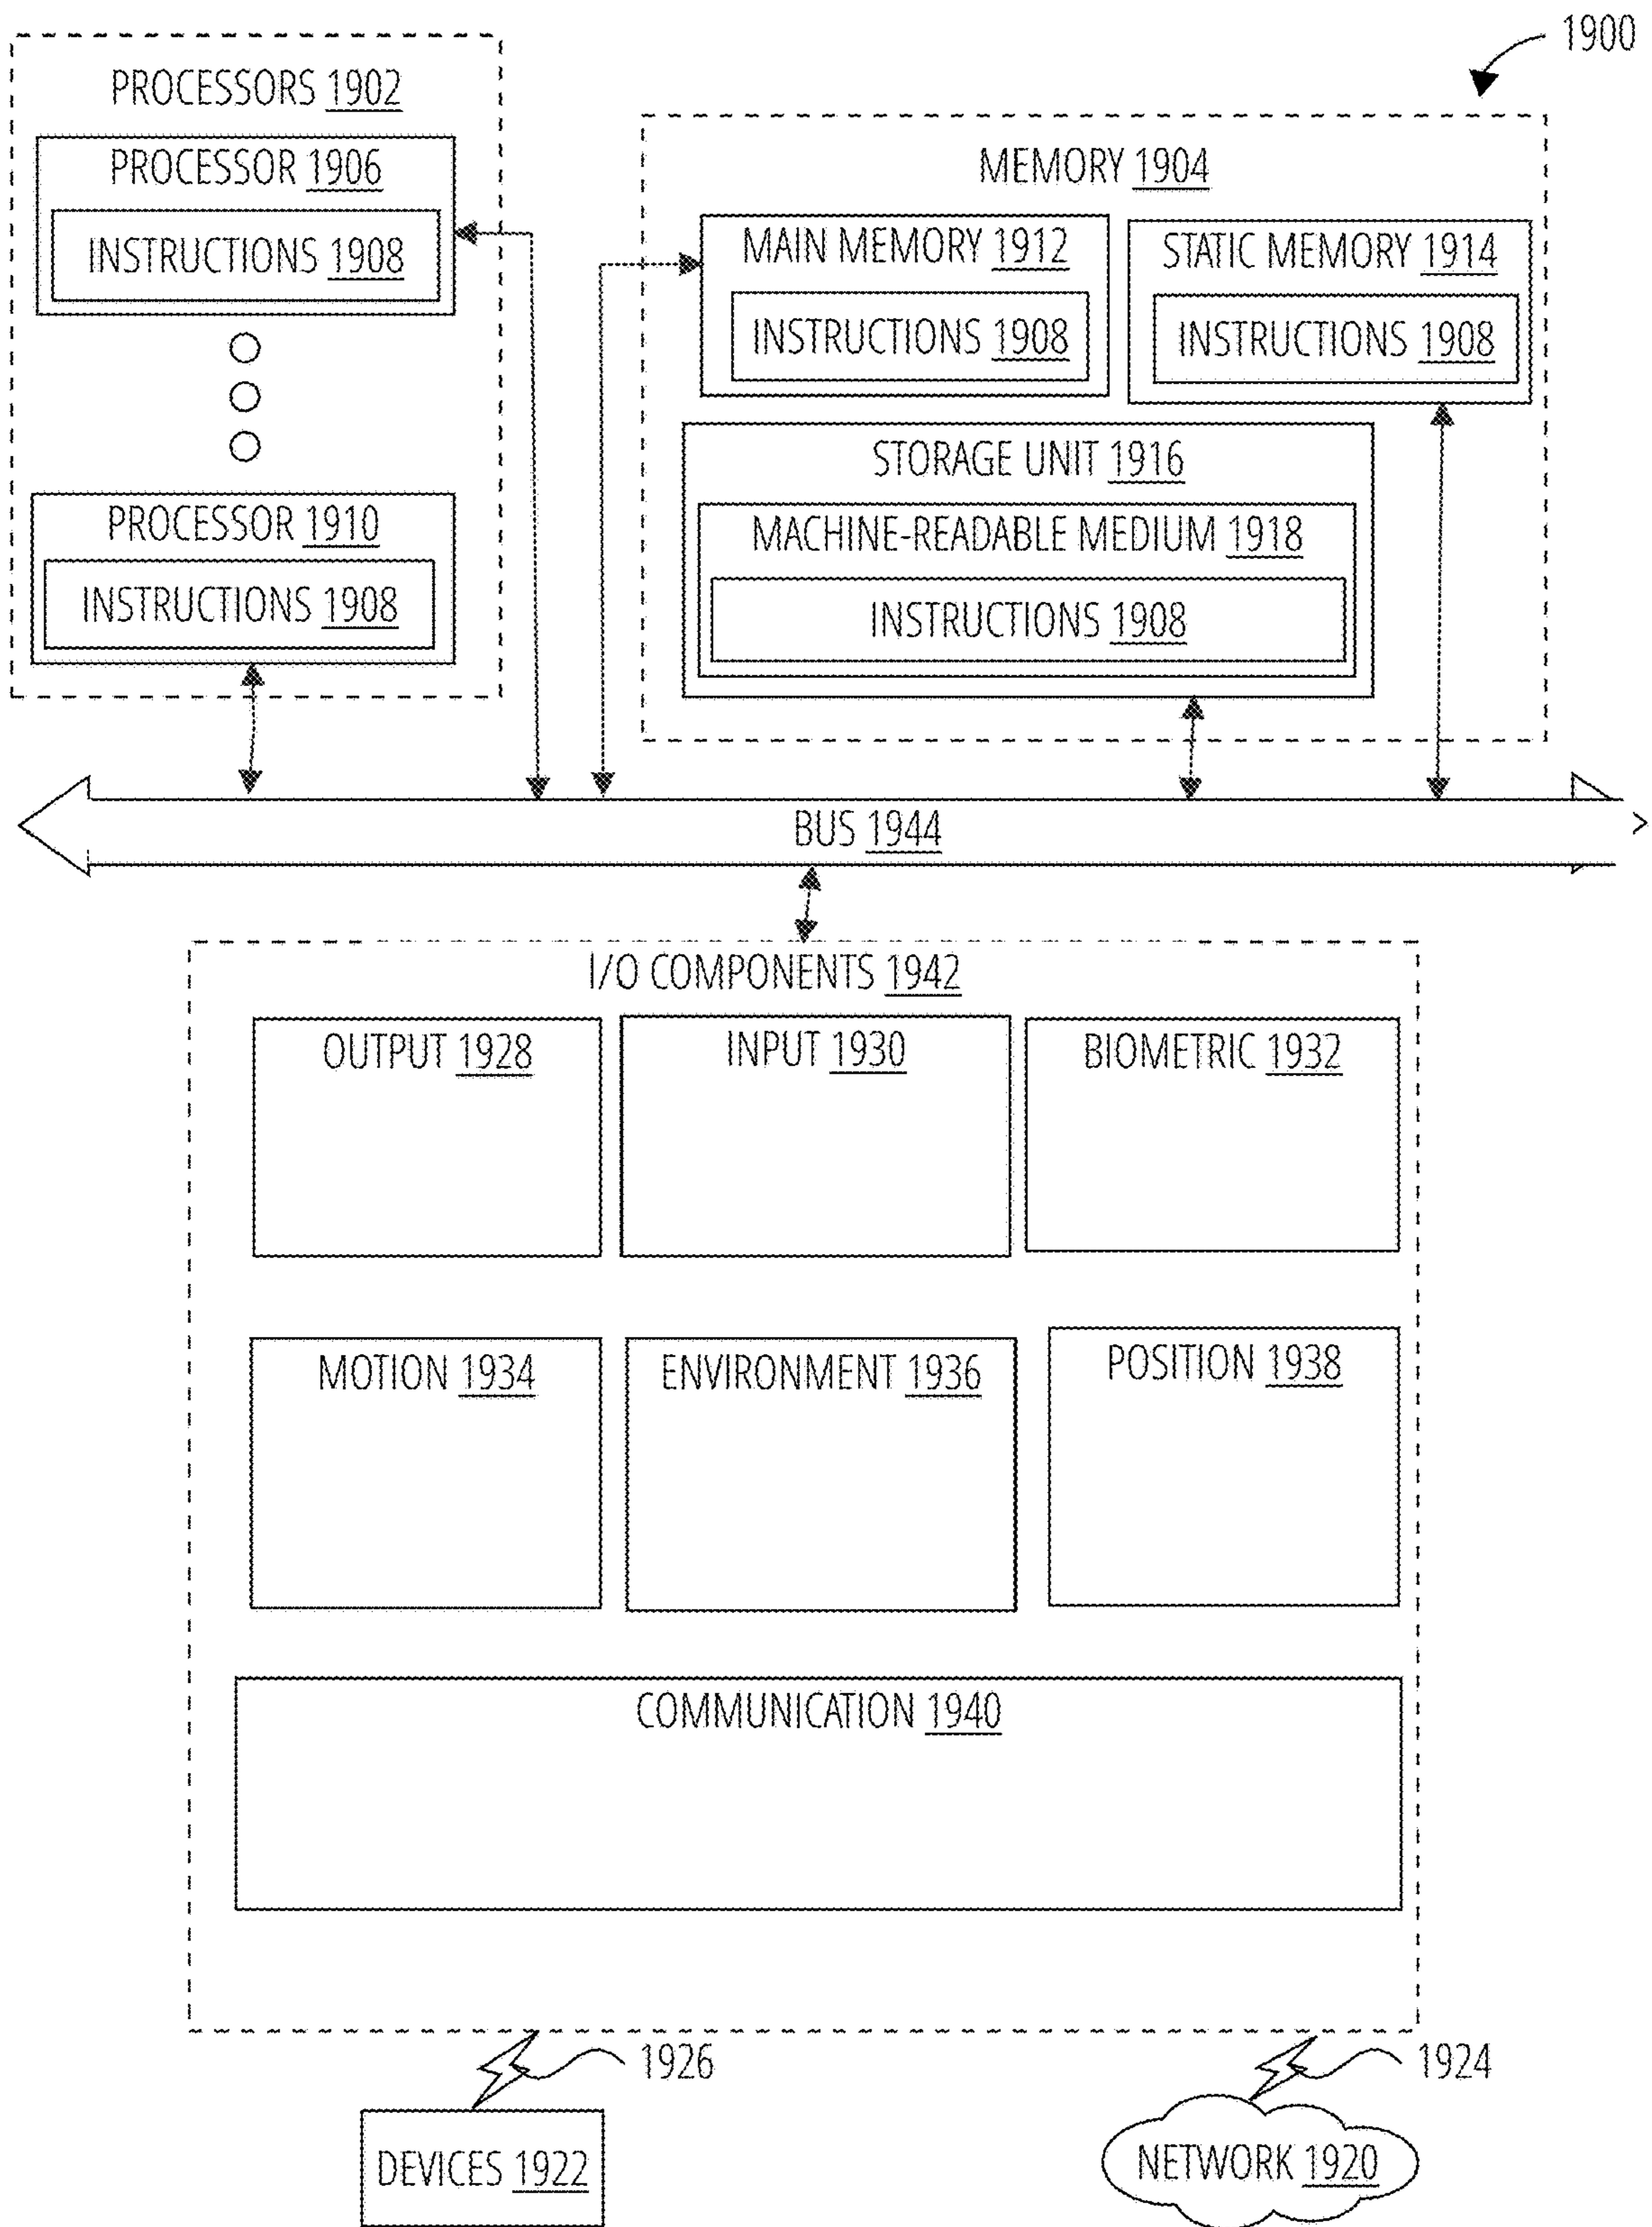 1900
PROCESSORS 1902
PROCESSOR 1906
INSTRUCTIONS 1908
PROCESSOR 1910
INSTRUCTIONS 1908
MEMORY 1904
MAIN MEMORY 1912
INSTRUCTIONS 1908
STATIC MEMORY 1914
INSTRUCTIONS 1908
STORAGE UNIT 1916
MACHINE-READABLE MEDIUM 1918
INSTRUCTIONS 1908
BUS 1944
I/O COMPONENTS 1942
OUTPUT 1928
INPUT 1930
BIOMETRIC 1932
MOTION 1934
ENVIRONMENT 1936
POSITION 1938
COMMUNICATION 1940
1926
1924
DEVICES 1922
NETWORK 1920